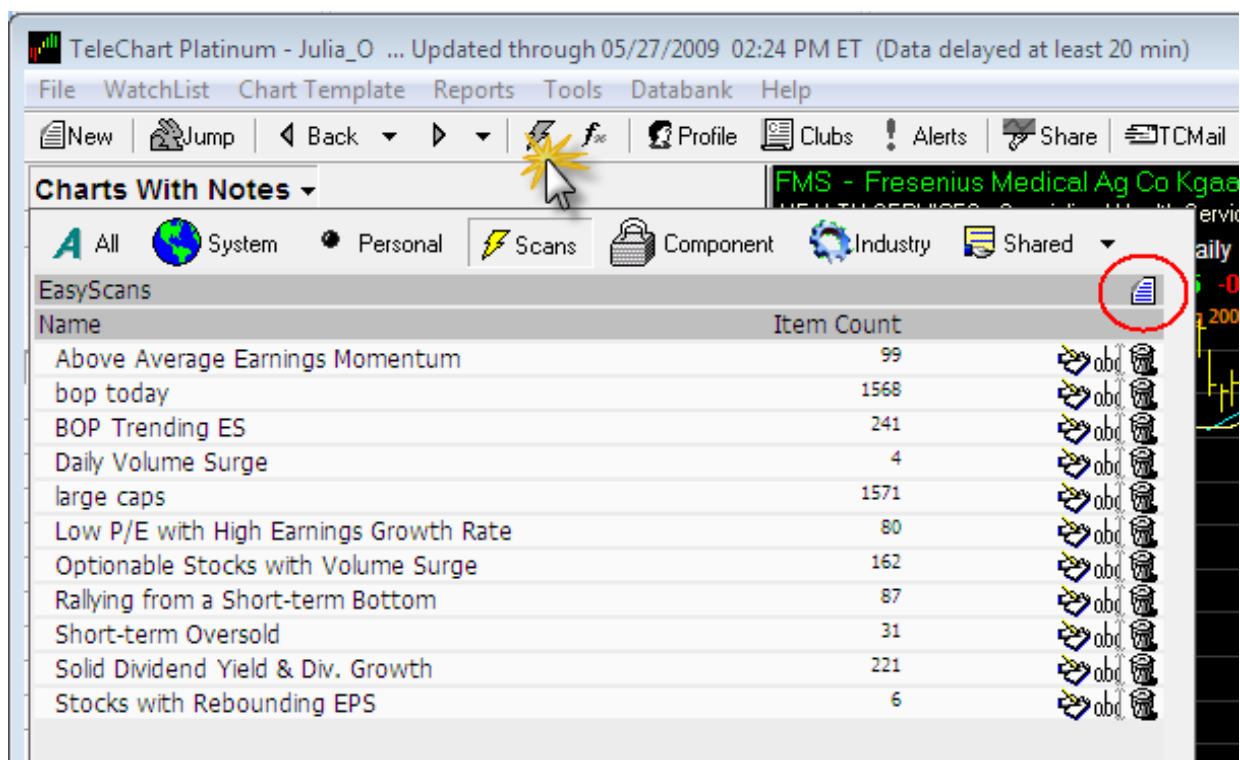 TeleChart Platinum - Julia_O ... Updated through 05/27/2009 02:24 PM ET (Data delayed at least 20 min)
File WatchList Chart Template Reports Tools Databank Help
New Jump Back Profile Clubs Alerts Share TCMail
Charts With Notes
FMS - Fresenius Medical Ag Co Kgaa
All System Personal Scans Component Industry Shared
EasyScans
Name Item Count
Above Average Earnings Momentum 99
bop today 1568
BOP Trending ES 241
Daily Volume Surge 4
large caps 1571
Low P/E with High Earnings Growth Rate 80
Optionable Stocks with Volume Surge 162
Rallying from a Short-term Bottom 87
Short-term Oversold 31
Solid Dividend Yield & Div. Growth 221
Stocks with Rebounding EPS 6